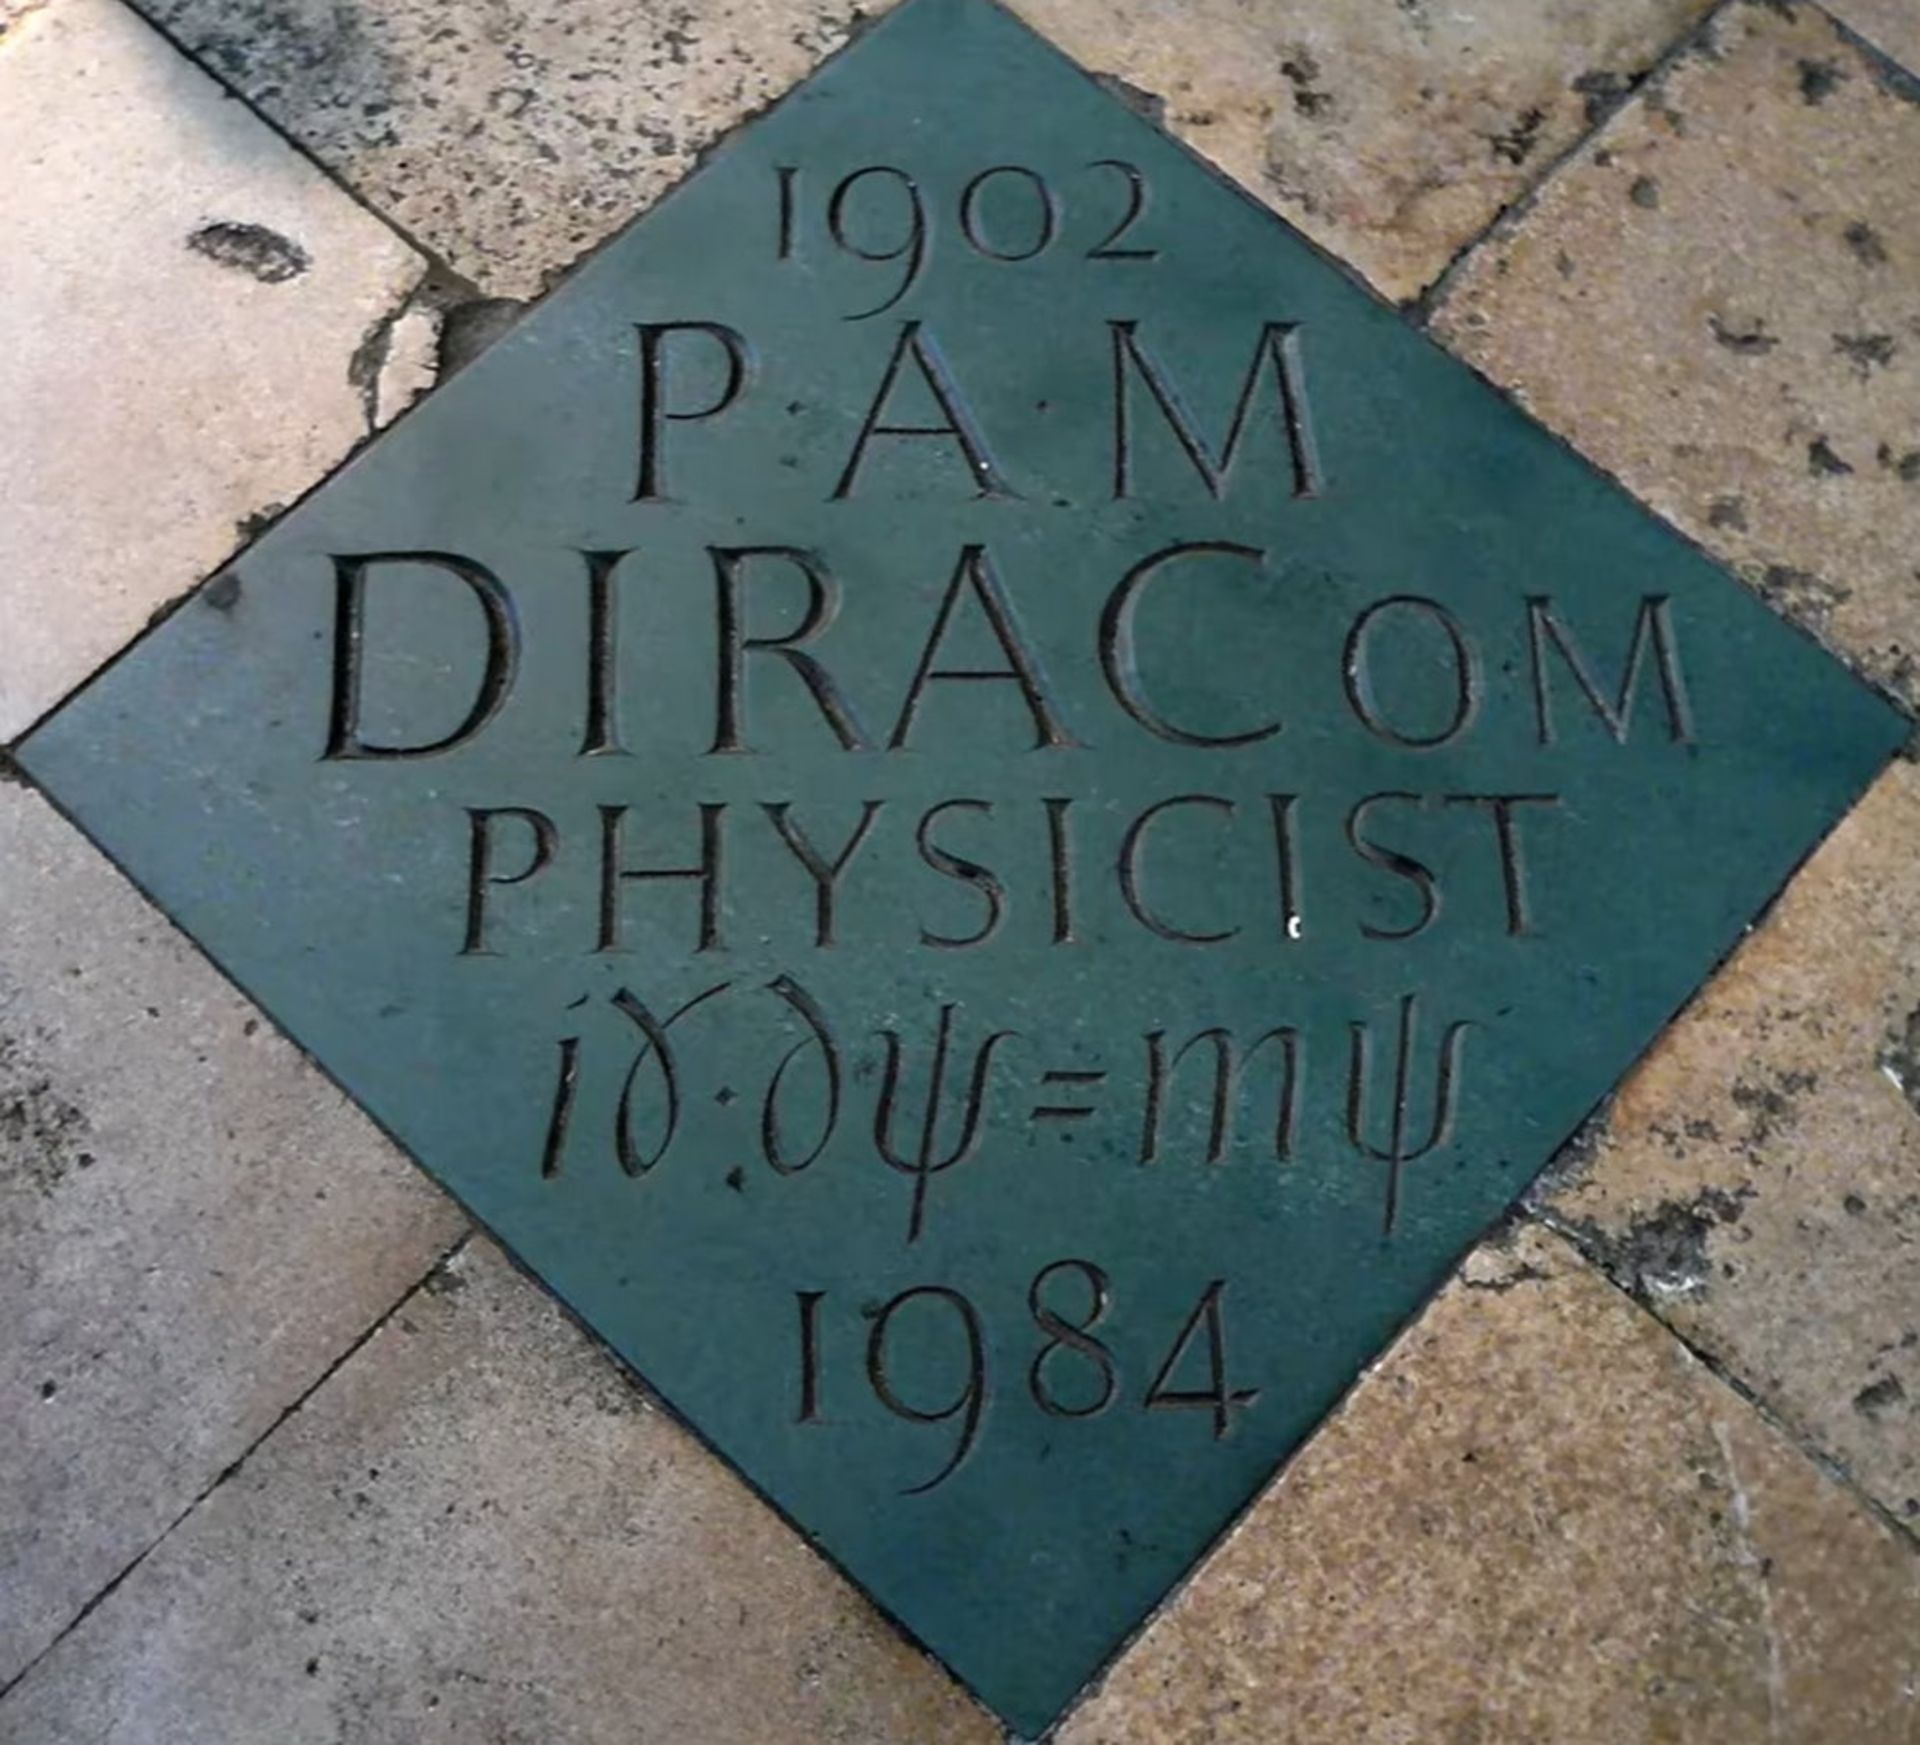 1902
P·A·M
DIRAC OM
PHYSICIST
iγ·∂ψ=mψ
1984